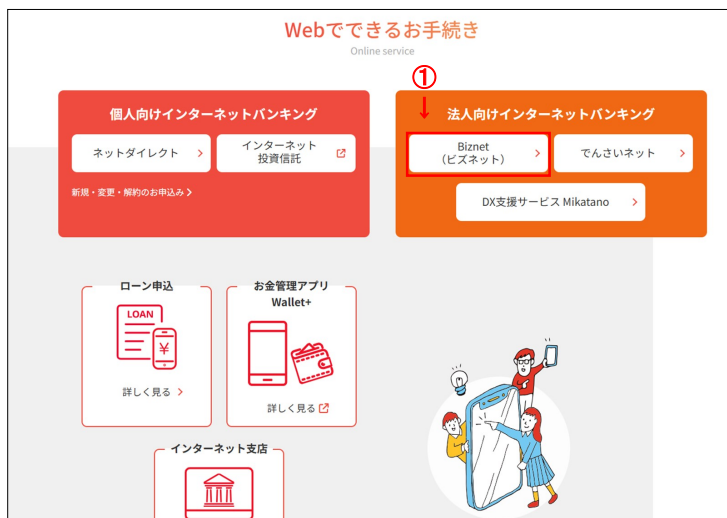 Webでできるお手続き
Online service
①
↓
個人向けインターネットバンキング
ネットダイレクト >
インターネット
投資信託
新規・変更・解約のお申込み >
法人向けインターネットバンキング
Biznet
（ビズネット） >
でんさいネット >
DX支援サービス Mikatano >
ローン申込
LOAN
¥
詳しく見る >
お金管理アプリ
Wallet+
詳しく見る
インターネット支店